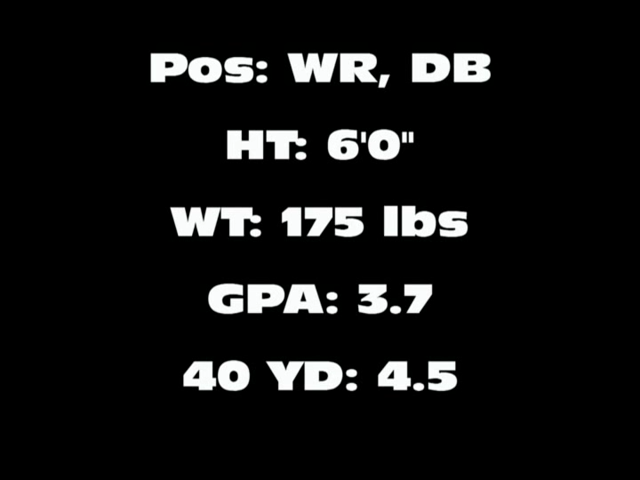 Pos: WR, DB
HT: 6'0"
WT: 175 lbs
GPA: 3.7
40 YD: 4.5